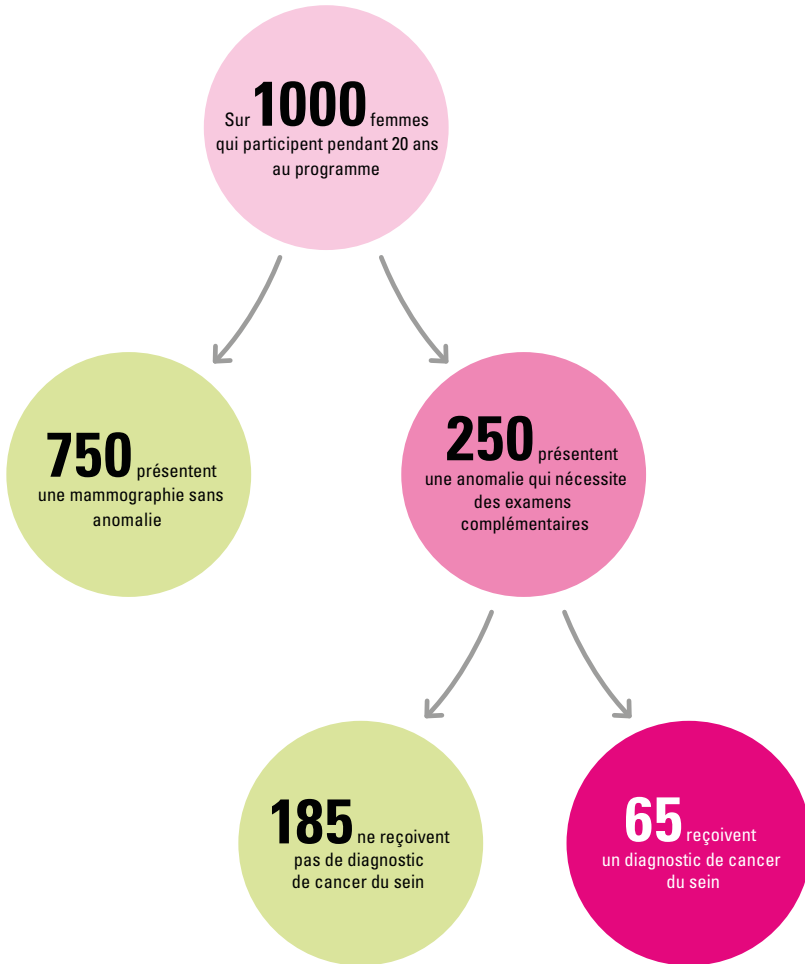 Sur 1000 femmes
qui participent pendant 20 ans
au programme
750 présentent
une mammographie sans
anomalie
250 présentent
une anomalie qui nécessite
des examens
complémentaires
185 ne reçoivent
pas de diagnostic
de cancer du sein
65 reçoivent
un diagnostic de cancer
du sein